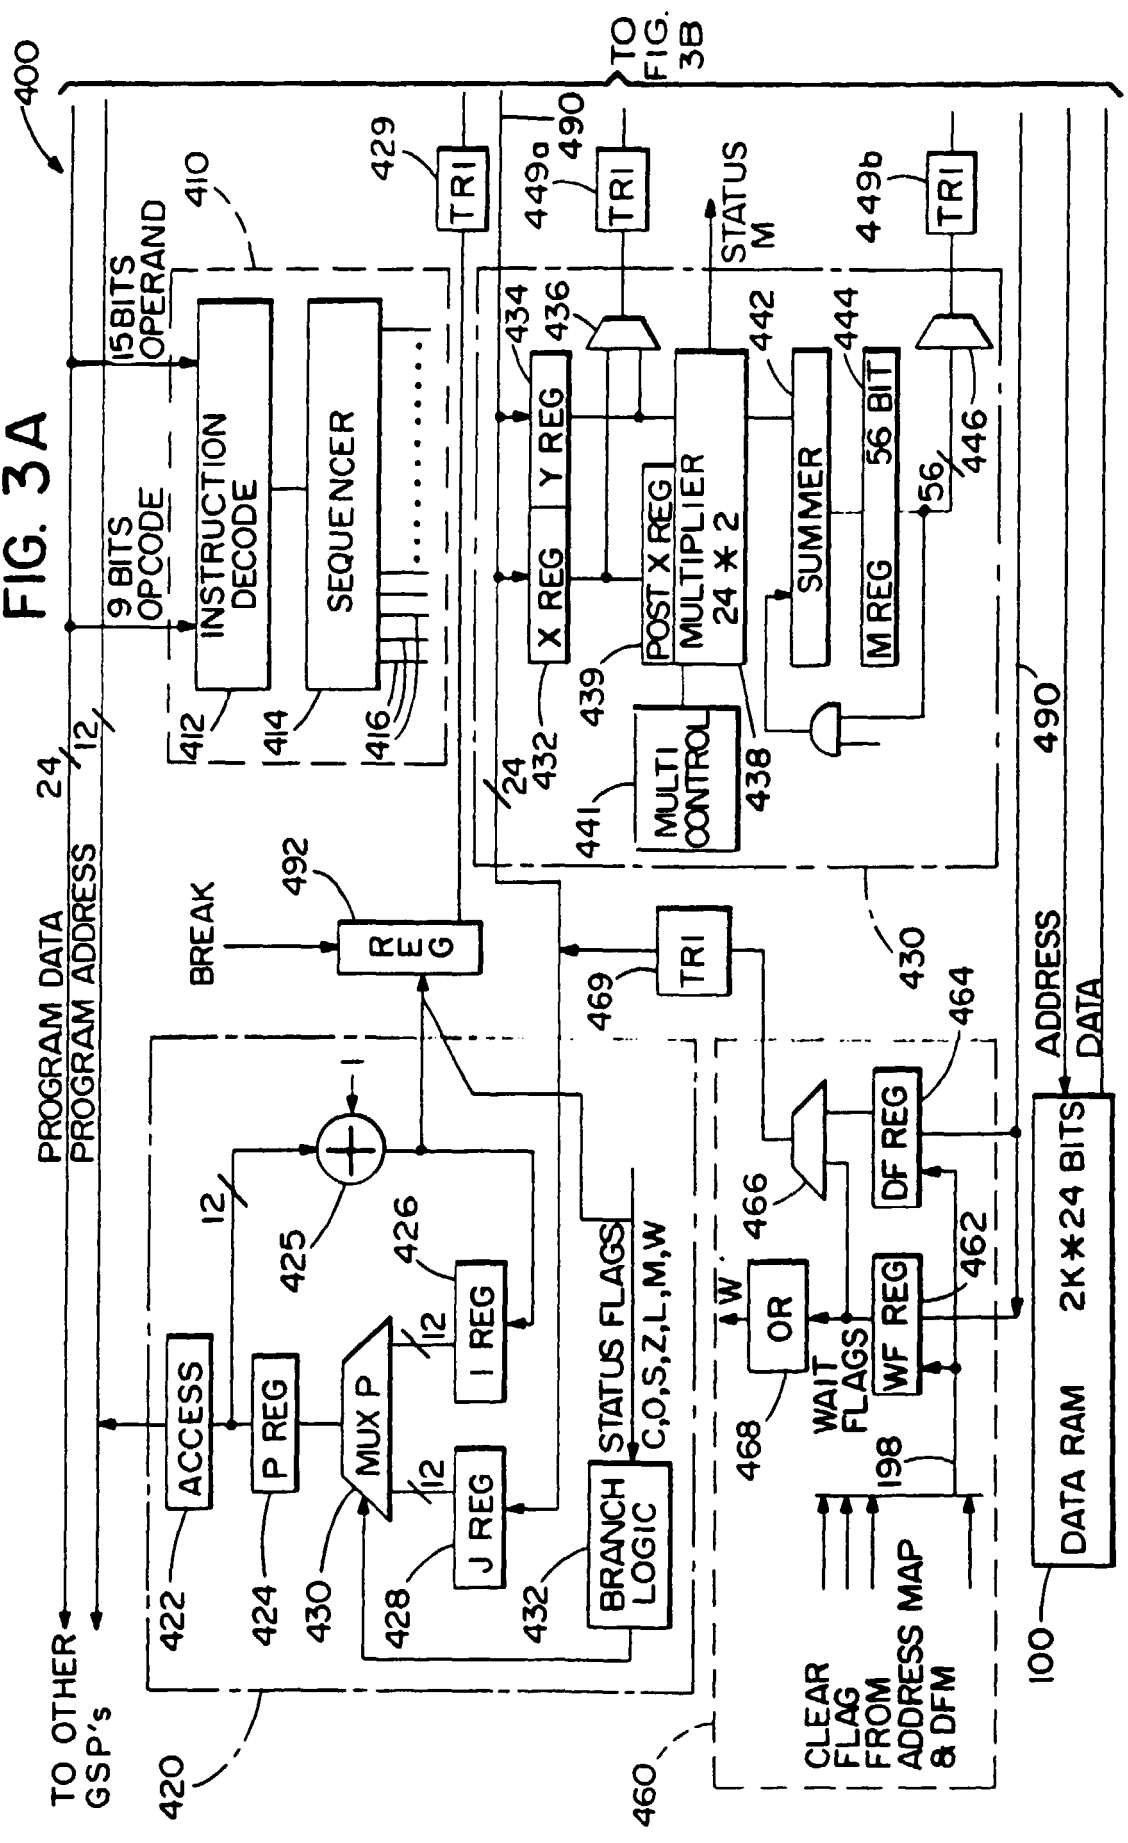 FIG. 3A
400
TO OTHER
GSP's
PROGRAM DATA
PROGRAM ADDRESS
24
12
9 BITS
OPCODE
15 BITS
OPERAND
410
INSTRUCTION
DECODE
412
SEQUENCER
414
416
429
TRI
BREAK
492
REG
420
422
ACCESS
424
P REG
12
425
1
430
MUX P
12
12
426
I REG
428
J REG
432
BRANCH
LOGIC
STATUS FLAGS
C,O,S,Z,L,M,W
24
490
432
X REG
Y REG
434
436
449a
TRI
439
POST X REG
MULTIPLIER
24 * 2
438
441
MULTI
CONTROL
STATUS
M
442
SUMMER
444
M REG
56 BIT
56
446
449b
TRI
430
469
TRI
460
W
468
OR
466
WAIT
FLAGS
WF REG
462
DF REG
464
198
CLEAR
FLAG
FROM
ADDRESS MAP
& DFM
490
ADDRESS
DATA
100
DATA RAM
2K*24 BITS
TO
FIG.
3B